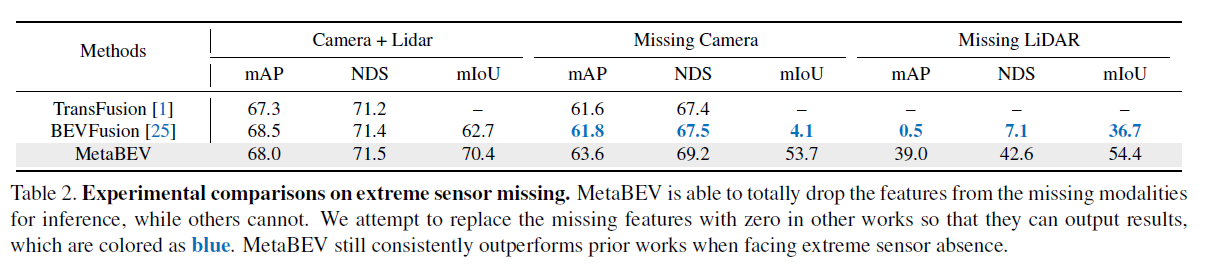 Methods Camera + Lidar Missing Camera Missing LiDAR
mAP NDS mIoU mAP NDS mIoU mAP NDS mIoU
TransFusion [1] 67.3 71.2 – 61.6 67.4 – – – –
BEVFusion [25] 68.5 71.4 62.7 61.8 67.5 4.1 0.5 7.1 36.7
MetaBEV 68.0 71.5 70.4 63.6 69.2 53.7 39.0 42.6 54.4
Table 2. Experimental comparisons on extreme sensor missing. MetaBEV is able to totally drop the features from the missing modalities
for inference, while others cannot. We attempt to replace the missing features with zero in other works so that they can output results,
which are colored as blue. MetaBEV still consistently outperforms prior works when facing extreme sensor absence.